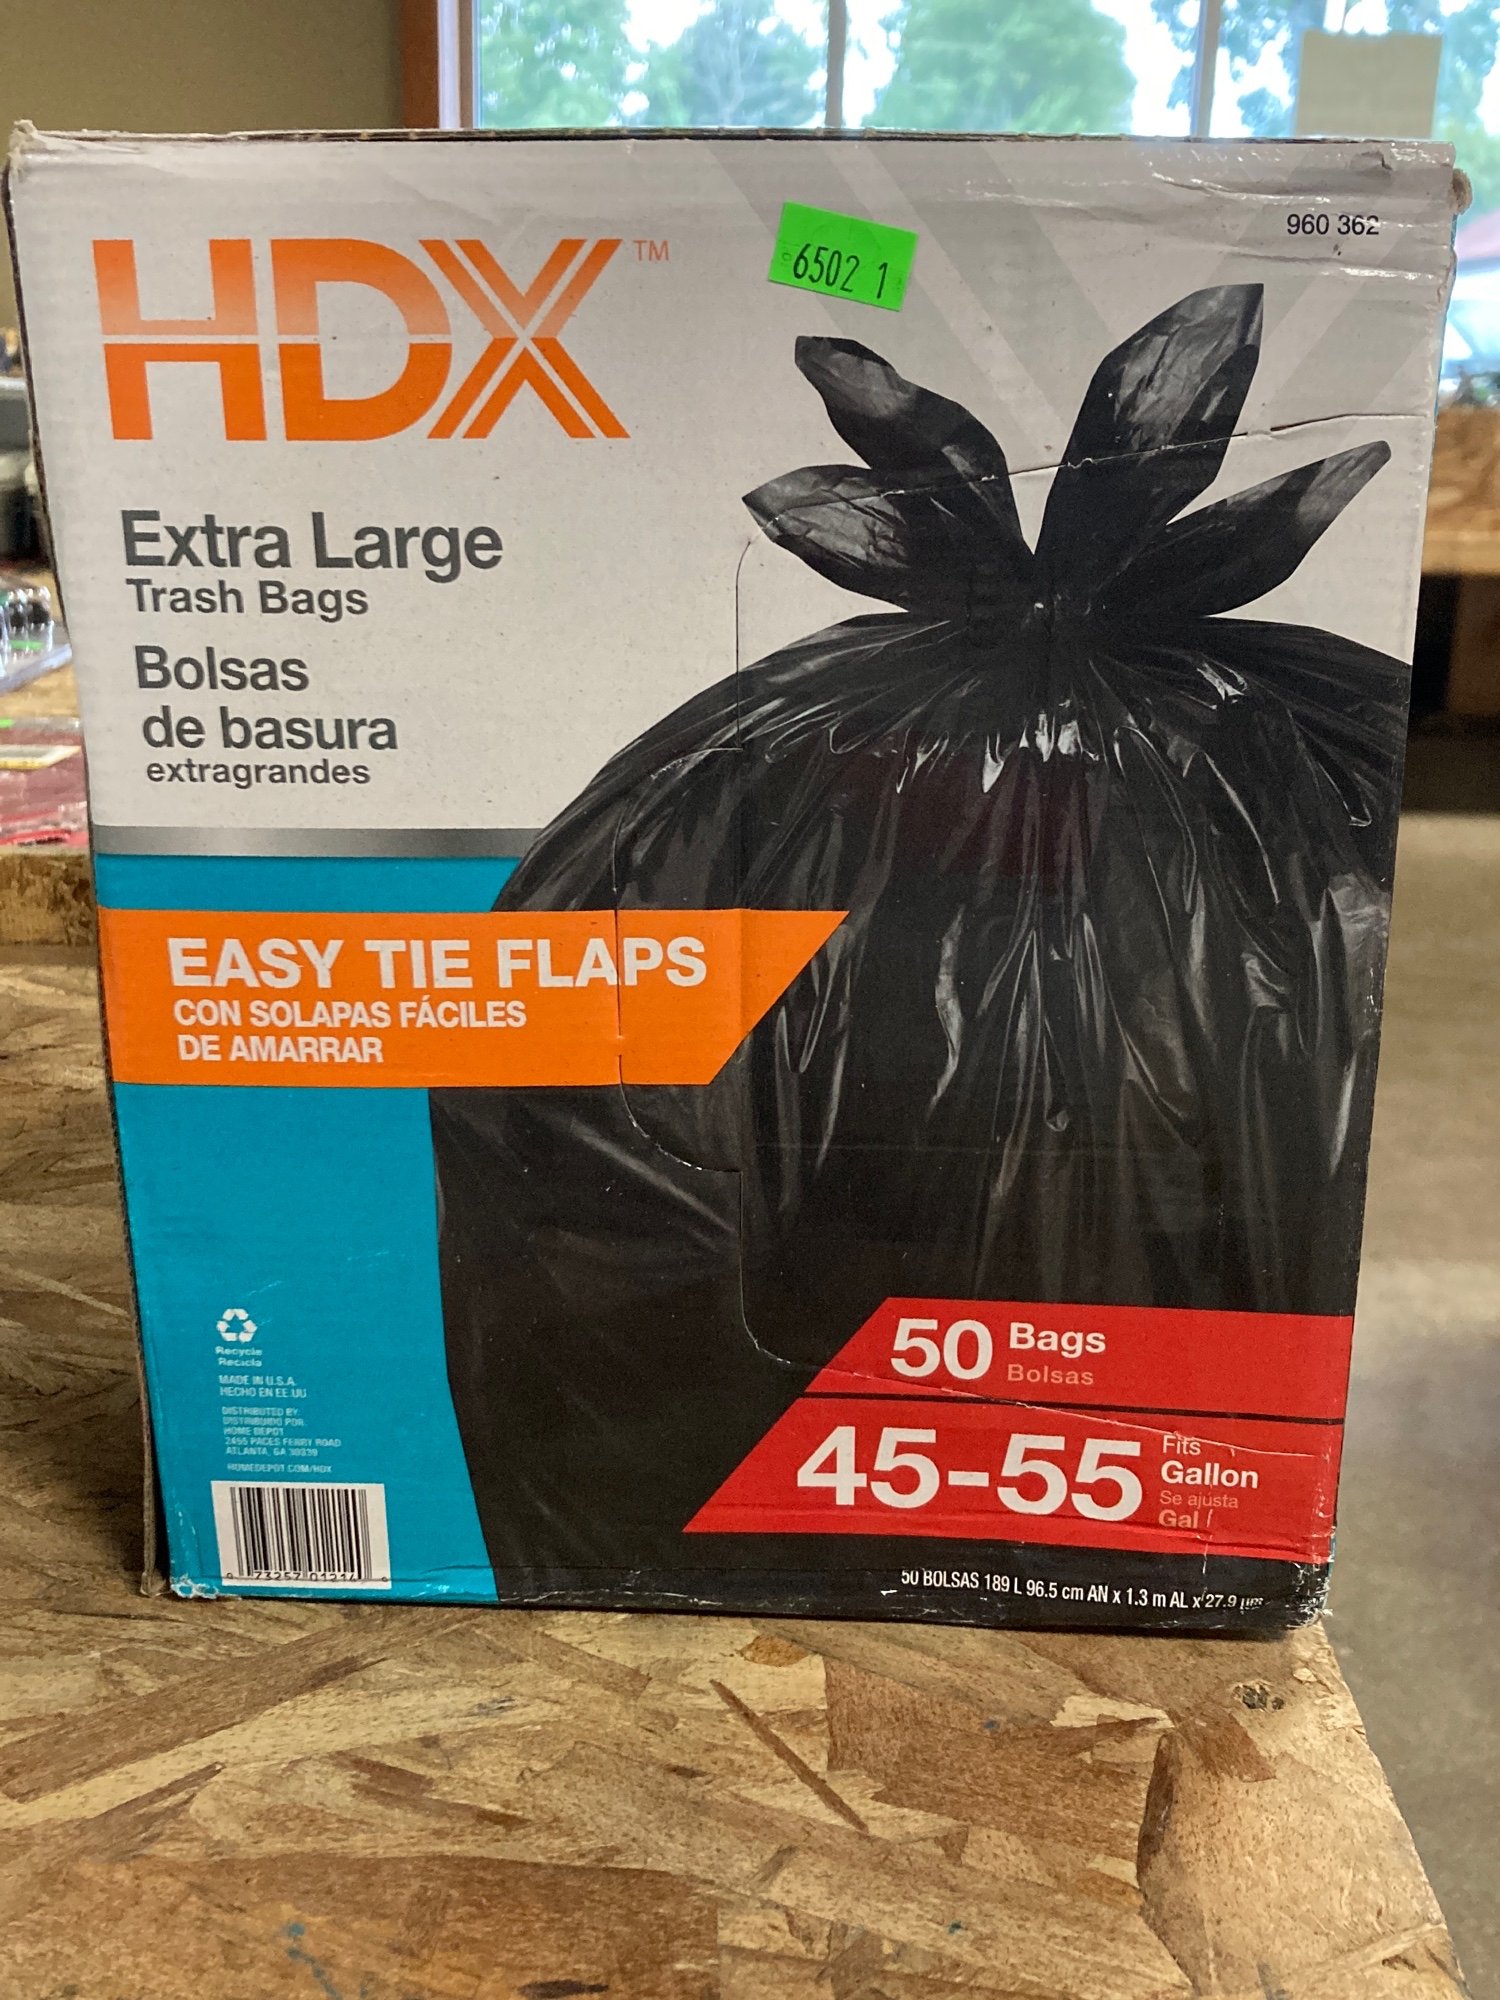 960 362
HDX™
6502 1
Extra Large
Trash Bags
Bolsas
de basura
extragrandes
EASY TIE FLAPS
CON SOLAPAS FÁCILES
DE AMARRAR
Recycle
Recicla
MADE IN U.S.A.
HECHO EN EE.UU
DISTRIBUTED BY
DISTRIBUIDO POR
HOME DEPOT
2455 PACES FERRY ROAD
ATLANTA, GA 30339
HOMEDEPOT.COM/HDX
50 Bags
Bolsas
45-55 Fits
Gallon
Se ajusta
Gal
50 BOLSAS 189 L 96.5 cm AN x 1.3 m AL x 27.9